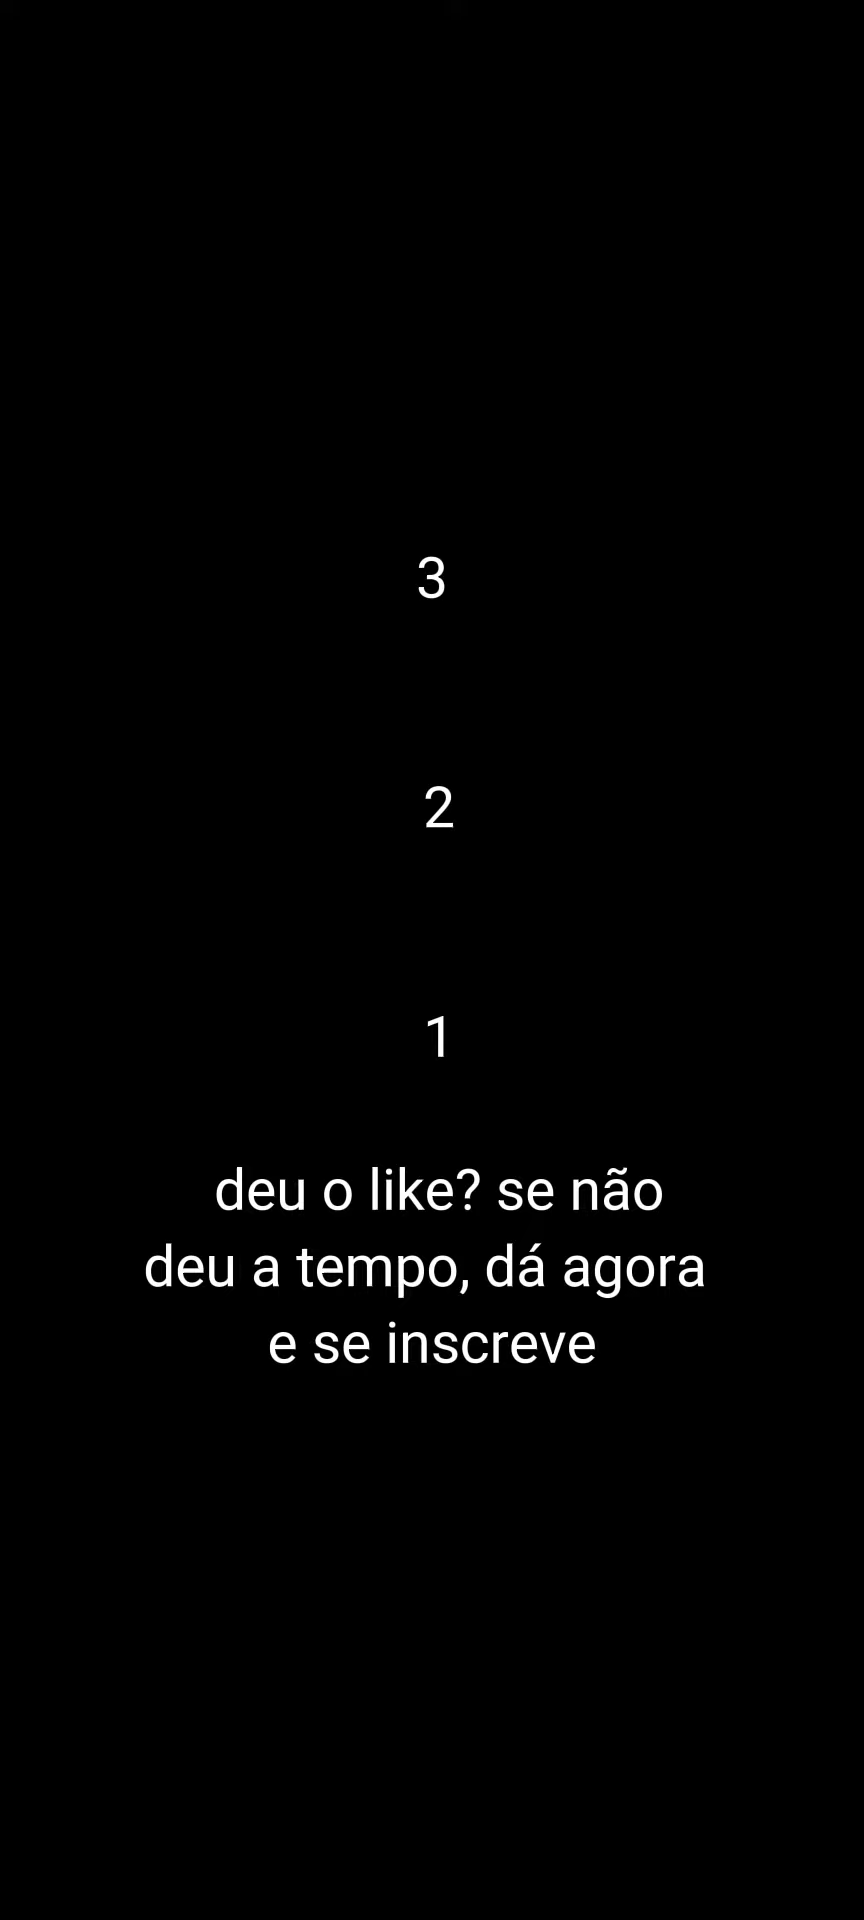 3
2
1
deu o like? se não
deu a tempo, dá agora
e se inscreve